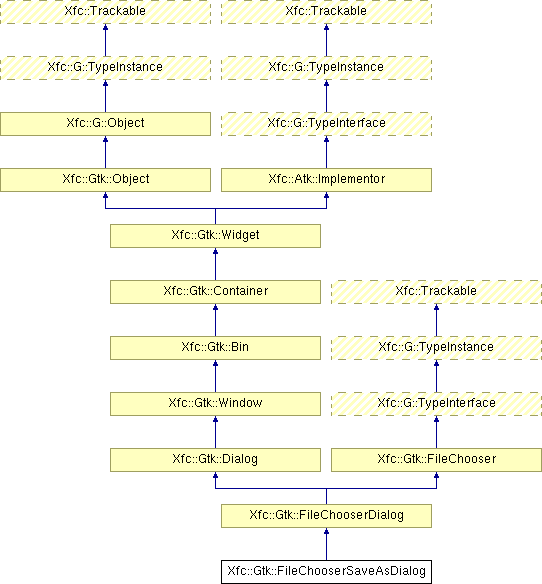 Xfc::Trackable Xfc::Trackable
Xfc::G::TypeInstance Xfc::G::TypeInstance
Xfc::G::Object Xfc::G::TypeInterface
Xfc::Gtk::Object Xfc::Atk::Implementor
Xfc::Gtk::Widget
Xfc::Gtk::Container Xfc::Trackable
Xfc::Gtk::Bin Xfc::G::TypeInstance
Xfc::Gtk::Window Xfc::G::TypeInterface
Xfc::Gtk::Dialog Xfc::Gtk::FileChooser
Xfc::Gtk::FileChooserDialog
Xfc::Gtk::FileChooserSaveAsDialog